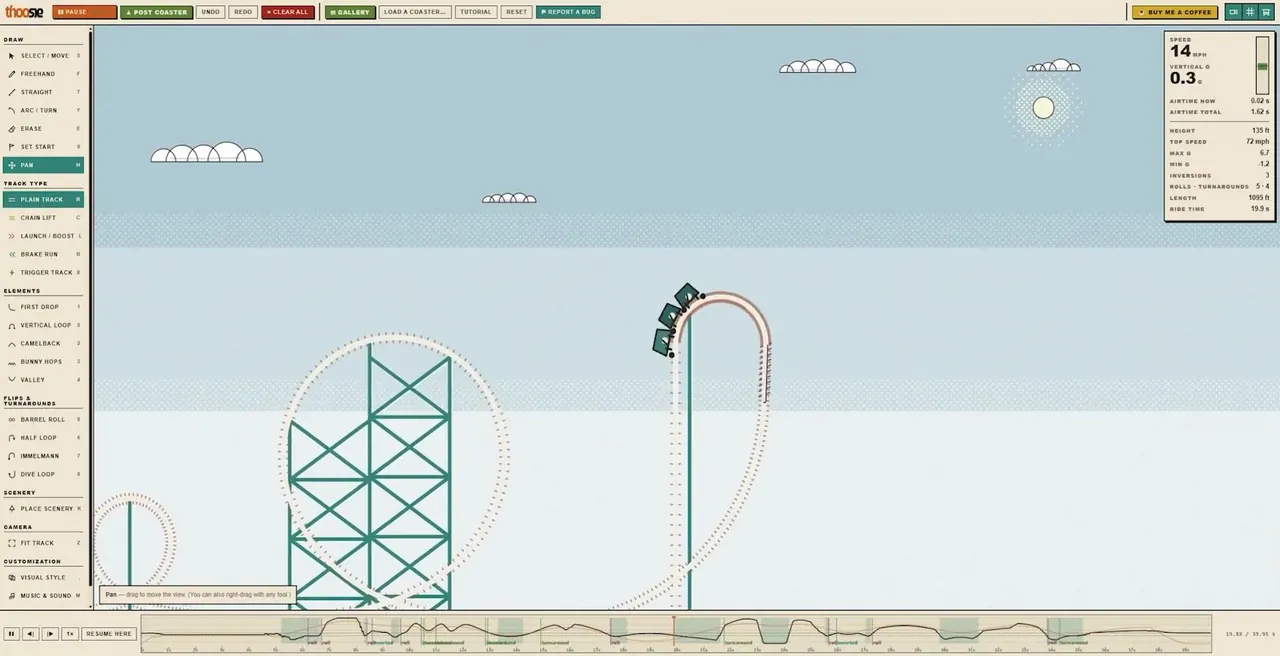 thoosie
PAUSE
POST COASTER
UNDO
REDO
CLEAR ALL
GALLERY
LOAD A COASTER...
TUTORIAL
RESET
REPORT A BUG
BUY ME A COFFEE
DRAW
SELECT / MOVE
FREEHAND F
STRAIGHT T
ARC / TURN Y
ERASE E
SET START
PAN H
TRACK TYPE
PLAIN TRACK R
CHAIN LIFT C
LAUNCH / BOOST L
BRAKE RUN B
TRIGGER TRACK
ELEMENTS
FIRST DROP
VERTICAL LOOP
CAMELBACK
BUNNY HOPS
VALLEY
FLIPS &
TURNAROUNDS
BARREL ROLL
HALF LOOP
IMMELMANN 7
DIVE LOOP
SCENERY
PLACE SCENERY K
CAMERA
FIT TRACK Z
CUSTOMIZATION
VISUAL STYLE
MUSIC & SOUND M
SPEED
14 MPH
VERTICAL G
0.3 G
AIRTIME NOW 0.02 s
AIRTIME TOTAL 1.62 s
HEIGHT 135 ft
TOP SPEED 72 mph
MAX G 6.7
MIN G -1.2
INVERSIONS 3
ROLLS · TURNAROUNDS 5 · 4
LENGTH 1095 ft
RIDE TIME 19.9 s
Pan — drag to move the view. (You can also right-drag with any tool.)
1×
RESUME HERE
19.88 / 39.95 s